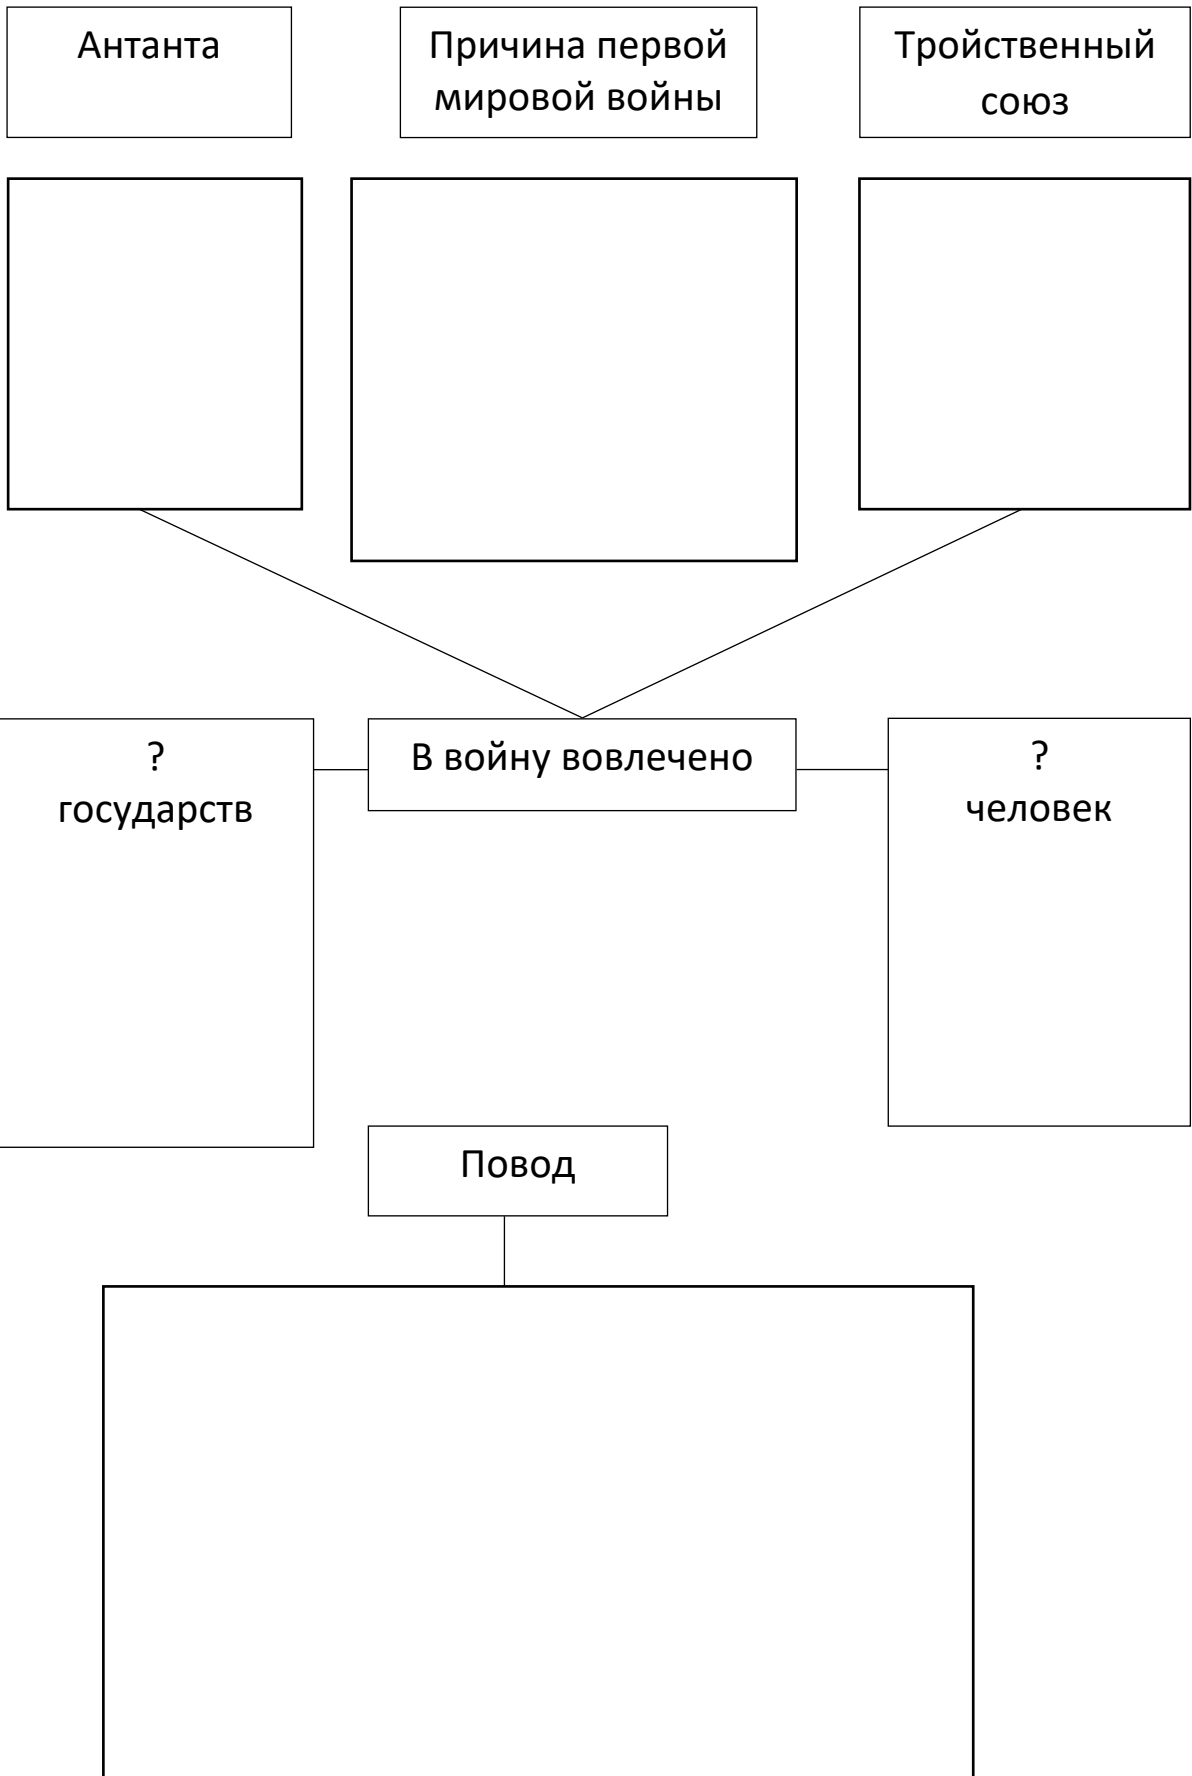 Антанта
Причина первой
мировой войны
Тройственный
союз
?
государств
В войну вовлечено
?
человек
Повод